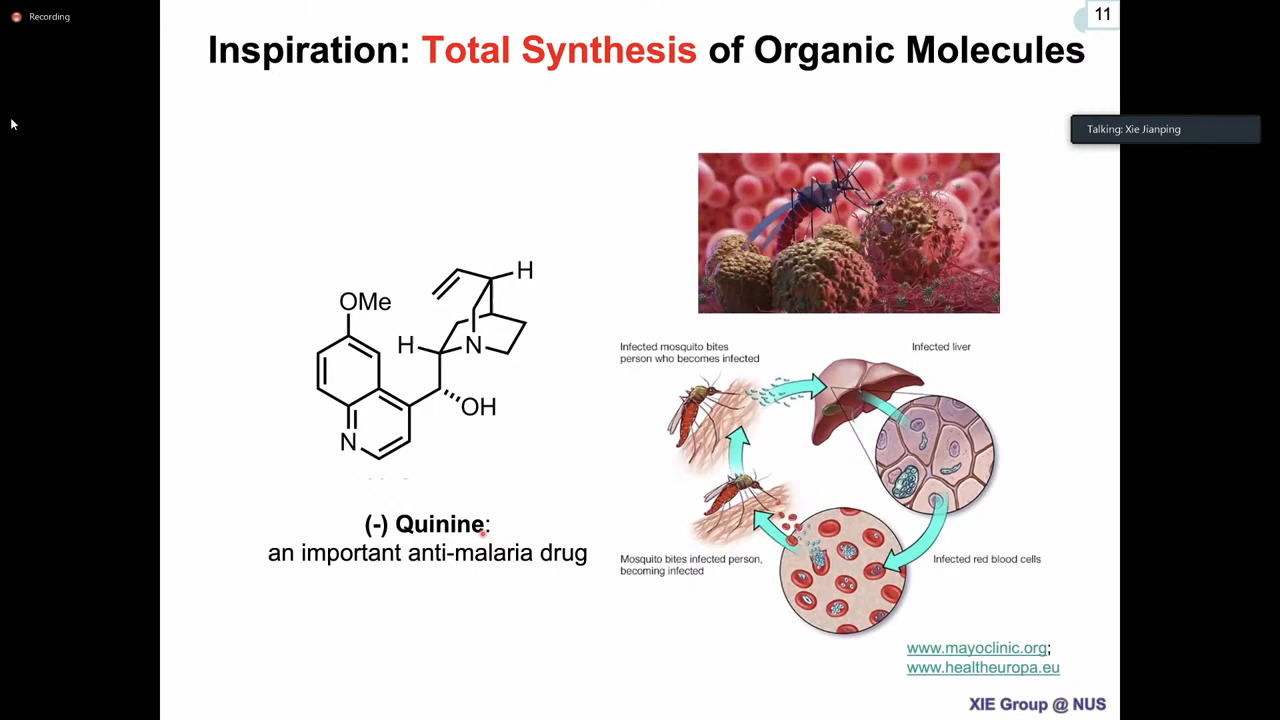 Recording
11
Inspiration: Total Synthesis of Organic Molecules
Talking: Xie Jianping
OMe
H
H
N
OH
N
(-) Quinine:
an important anti-malaria drug
Infected mosquito bites
person who becomes infected
Infected liver
Mosquito bites infected person,
becoming infected
Infected red blood cells
www.mayoclinic.org;
www.healtheuropa.eu
XIE Group @ NUS